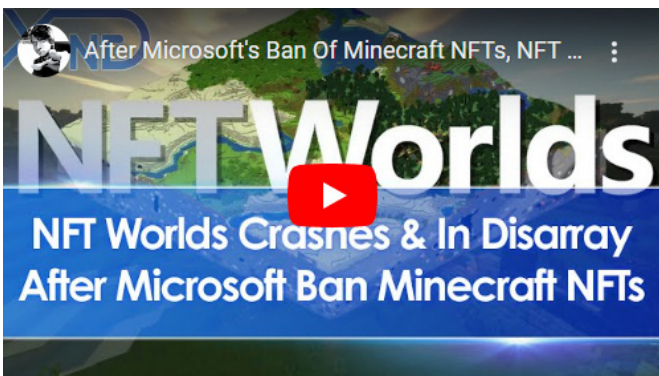 After Microsoft's Ban Of Minecraft NFTs, NFT ...
NFTWorlds
NFT Worlds Crashes & In Disarray
After Microsoft Ban Minecraft NFTs